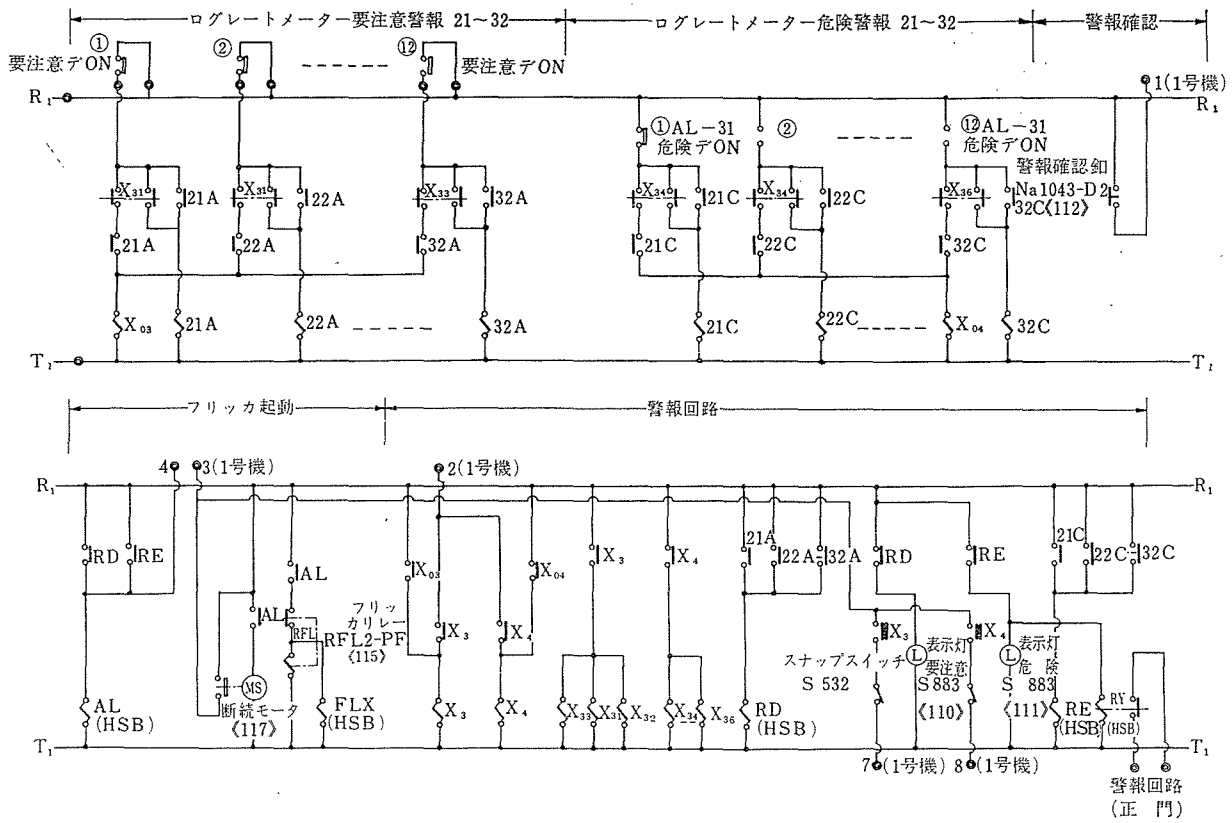 ログレートメーター要注意警報 21~32
ログレートメーター危険警報 21~32
警報確認
①
要注意デON
②
⑫
要注意デON
1(1号機)
R₁
R₁
①AL-31
危険デON
②
⑫AL-31
危険デON
警報確認釦
Na1043-D2
32C《112》
X₃₁
21A
X₃₁
22A
X₃₃
32A
X₃₄
21C
X₃₄
22C
X₃₆
21A
22A
32A
21C
22C
32C
X₀₃
21A
22A
32A
21C
22C
X₀₄
32C
T₁
T₁
フリッカ起動
警報回路
4
3(1号機)
2(1号機)
R₁
R₁
RD
RE
AL
X₀₃
X₀₄
X₃
X₄
21A
22A
32A
RD
RE
21C
22C
32C
AL
RFL
フリッ
カリレー
RFL2-PF
《115》
X₃
X₄
スナップスイッチ
S 532
X₃
L
表示灯
要注意
S 883
《110》
X₄
L
表示灯
危険
S 883
《111》
MS
断続モータ
《117》
AL
(HSB)
FLX
(HSB)
X₃
X₄
X₃₃
X₃₁
X₃₂
X₃₄
X₃₆
RD
(HSB)
RE
(HSB)
RY
(HSB)
T₁
T₁
7(1号機)
8(1号機)
警報回路
(正門)